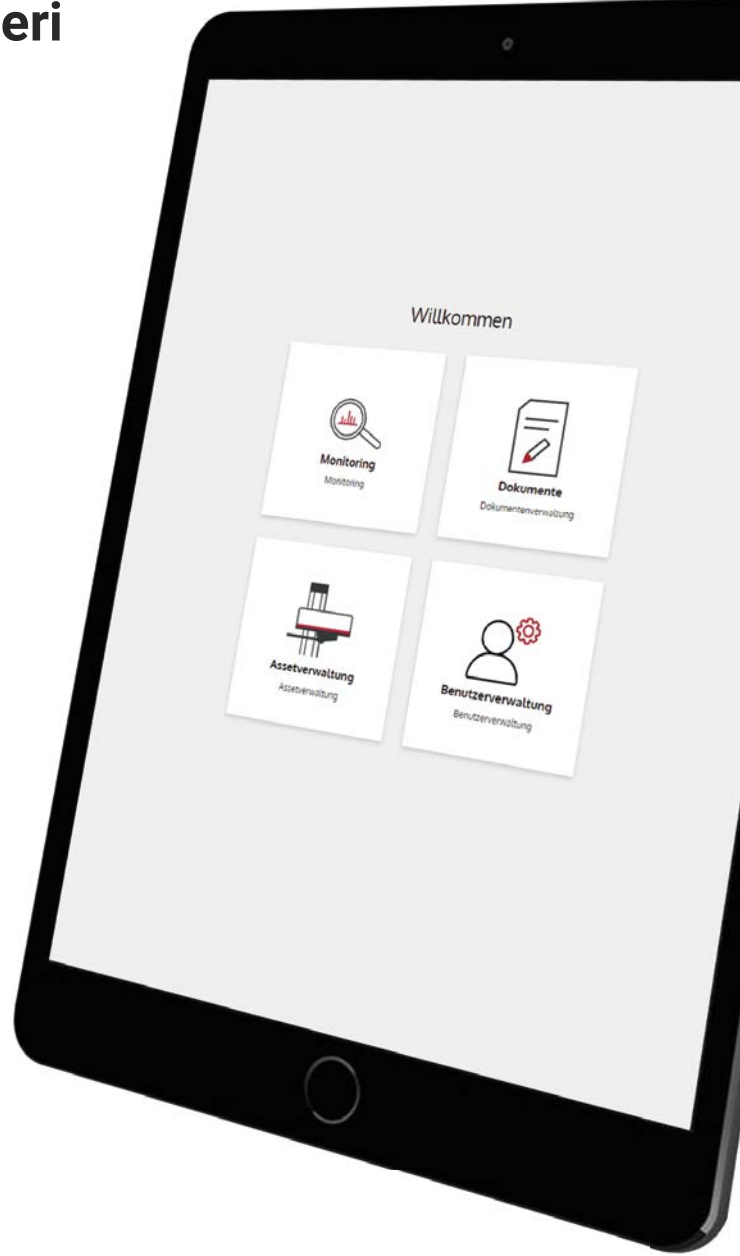 eri
Willkommen
Monitoring
Monitoring
Dokumente
Dokumentenverwaltung
Assetverwaltung
Assetverwaltung
Benutzerverwaltung
Benutzerverwaltung